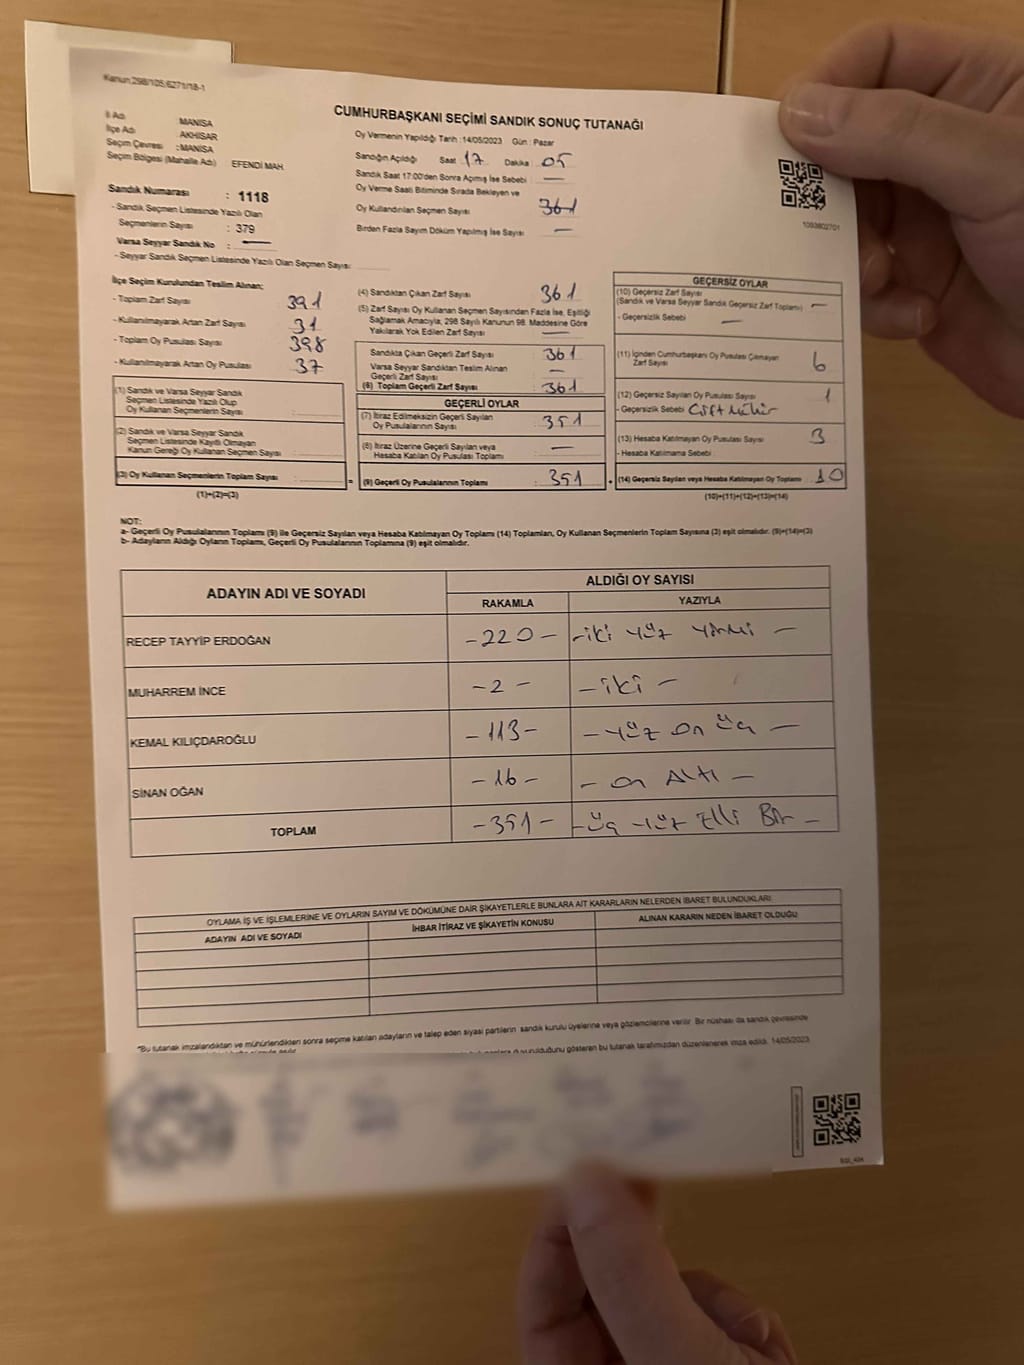 Kanun:298/105;6271/18-1
CUMHURBAŞKANI SEÇİMİ SANDIK SONUÇ TUTANAĞI
İl Adı MANİSA
İlçe Adı AKHİSAR
Seçim Çevresi :MANİSA
Seçim Bölgesi (Mahalle Adı) EFENDİ MAH.
Oy Vermenin Yapıldığı Tarih :14/05/2023 Gün : Pazar
Sandığın Açıldığı Saat 17 Dakika 05
Sandık Saat 17:00'den Sonra Açılmış İse Sebebi : —
Oy Verme Saati Bitiminde Sırada Bekleyen ve
Oy Kullandırılan Seçmen Sayısı 361
Birden Fazla Sayım Döküm Yapılmış İse Sayısı —
1093802701
Sandık Numarası : 1118
- Sandık Seçmen Listesinde Yazılı Olan
Seçmenlerin Sayısı : 379
Varsa Seyyar Sandık No : —
- Seyyar Sandık Seçmen Listesinde Yazılı Olan Seçmen Sayısı:
İlçe Seçim Kurulundan Teslim Alınan;
- Toplam Zarf Sayısı 391
- Kullanılmayarak Artan Zarf Sayısı 31
- Toplam Oy Pusulası Sayısı 398
- Kullanılmayarak Artan Oy Pusulası 37
(1) Sandık ve Varsa Seyyar Sandık
Seçmen Listesinde Yazılı Olup
Oy Kullanan Seçmenlerin Sayısı :
(2) Sandık ve Varsa Seyyar Sandık
Seçmen Listesinde Kayıtlı Olmayan
Kanun Gereği Oy Kullanan Seçmen Sayısı :
(3) Oy Kullanan Seçmenlerin Toplam Sayısı :
(1)+(2)=(3)
(4) Sandıktan Çıkan Zarf Sayısı 361
(5) Zarf Sayısı Oy Kullanan Seçmen Sayısından Fazla İse, Eşitliği
Sağlamak Amacıyla, 298 Sayılı Kanunun 98. Maddesine Göre
Yakılarak Yok Edilen Zarf Sayısı : —
Sandıkta Çıkan Geçerli Zarf Sayısı 361
Varsa Seyyar Sandıktan Teslim Alınan
Geçerli Zarf Sayısı —
(6) Toplam Geçerli Zarf Sayısı : 361
GEÇERLİ OYLAR
(7) İtiraz Edilmeksizin Geçerli Sayılan
Oy Pusulalarının Sayısı : 351
(8) İtiraz Üzerine Geçerli Sayılan veya
Hesaba Katılan Oy Pusulası Toplamı : —
= (9) Geçerli Oy Pusulalarının Toplamı : 351 +
GEÇERSİZ OYLAR
(10) Geçersiz Zarf Sayısı
(Sandık ve Varsa Seyyar Sandık Geçersiz Zarf Toplamı) : —
- Geçersizlik Sebebi —
(11) İçinden Cumhurbaşkanı Oy Pusulası Çıkmayan
Zarf Sayısı 6
(12) Geçersiz Sayılan Oy Pusulası Sayısı 1
- Geçersizlik Sebebi Çift Mühür
(13) Hesaba Katılmayan Oy Pusulası Sayısı 3
- Hesaba Katılmama Sebebi
(14) Geçersiz Sayılan veya Hesaba Katılmayan Oy Toplamı : 10
(10)+(11)+(12)+(13)=(14)
NOT:
a- Geçerli Oy Pusulalarının Toplamı (9) ile Geçersiz Sayılan veya Hesaba Katılmayan Oy Toplamı (14) Toplamları, Oy Kullanan Seçmenlerin Toplam Sayısına (3) eşit olmalıdır. (9)+(14)=(3)
b- Adayların Aldığı Oyların Toplamı, Geçerli Oy Pusulalarının Toplamına (9) eşit olmalıdır.
ADAYIN ADI VE SOYADI ALDIĞI OY SAYISI
RAKAMLA YAZIYLA
RECEP TAYYİP ERDOĞAN -220- -iki yüz yirmi-
MUHARREM İNCE -2- -iki-
KEMAL KILIÇDAROĞLU -113- -yüz on üç-
SİNAN OĞAN -16- -on ALTI-
TOPLAM -351- -üç yüz Elli Bir-
OYLAMA İŞ VE İŞLEMLERİNE VE OYLARIN SAYIM VE DÖKÜMÜNE DAİR ŞİKAYETLERLE BUNLARA AİT KARARLARIN NELERDEN İBARET BULUNDUKLARI
ADAYIN ADI VE SOYADI İHBAR İTİRAZ VE ŞİKAYETİN KONUSU ALINAN KARARIN NEDEN İBARET OLDUĞU
"Bu tutanak imzalandıktan ve mühürlendikten sonra seçime katılan adayların ve talep eden siyasi partilerin sandık kurulu üyelerine veya gözlemcilerine verilir. Bir nüshası da sandık çevresinde
duyurulduğunu gösteren bu tutanak tarafımızdan düzenlenerek imza edildi. 14/05/2023